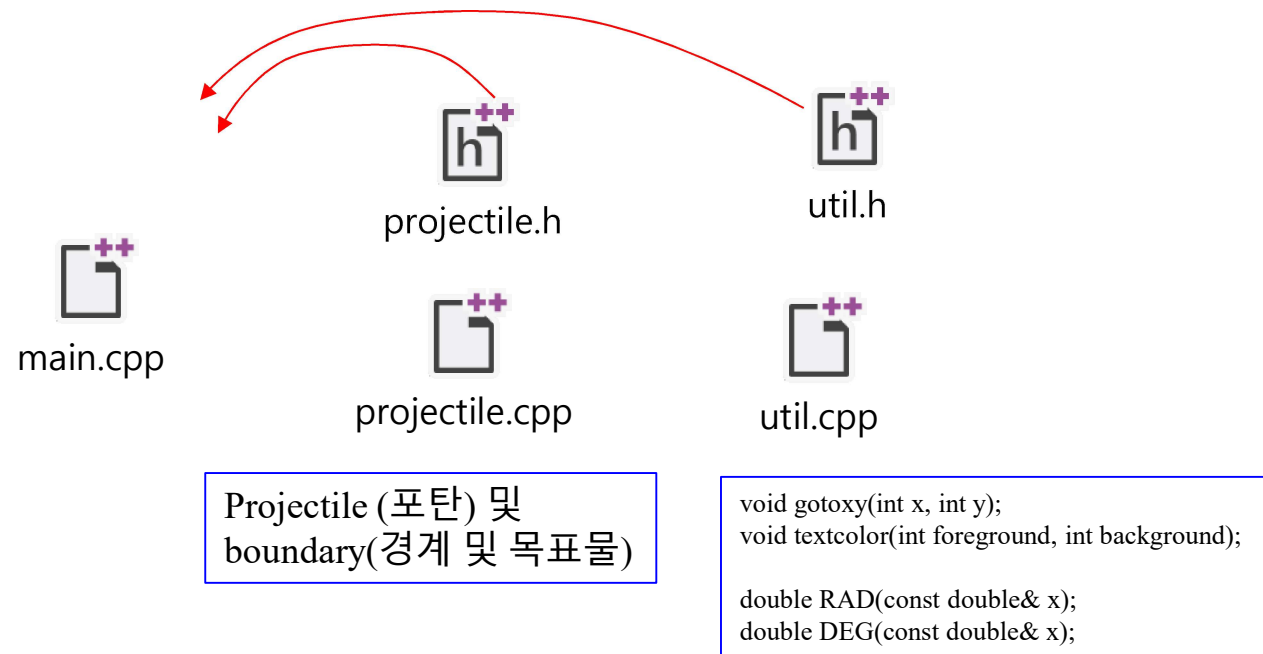 ++
h
projectile.h
++
h
util.h
++
main.cpp
++
projectile.cpp
++
util.cpp
Projectile (포탄) 및
boundary(경계 및 목표물)
void gotoxy(int x, int y);
void textcolor(int foreground, int background);
double RAD(const double& x);
double DEG(const double& x);